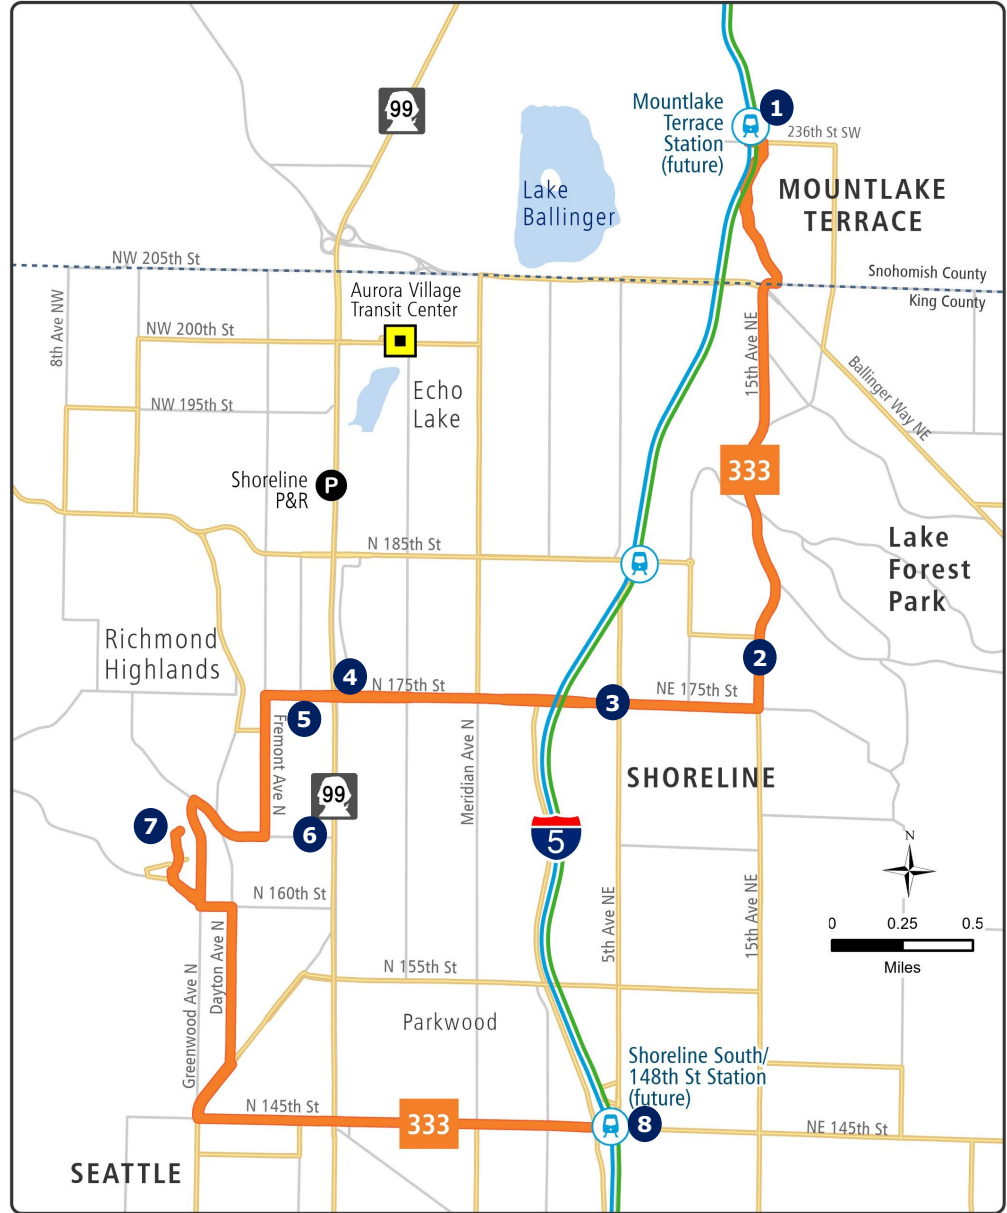 99
Mountlake
Terrace
Station
(future)
1
236th St SW
Lake
Ballinger
MOUNTLAKE
TERRACE
NW 205th St
Snohomish County
King County
8th Ave NW
Aurora Village
Transit Center
NW 200th St
15th Ave NE
Ballinger Way NE
Echo
Lake
NW 195th St
333
Shoreline
P&R
P
N 185th St
Lake
Forest
Park
Richmond
Highlands
2
4
N 175th St
NE 175th St
3
5
Fremont Ave N
Meridian Ave N
SHORELINE
99
7
6
5
N
N 160th St
5th Ave NE
15th Ave NE
0 0.25 0.5
Miles
Dayton Ave N
Greenwood Ave N
N 155th St
Parkwood
Shoreline South/
148th St Station
(future)
N 145th St
333
8
NE 145th St
SEATTLE